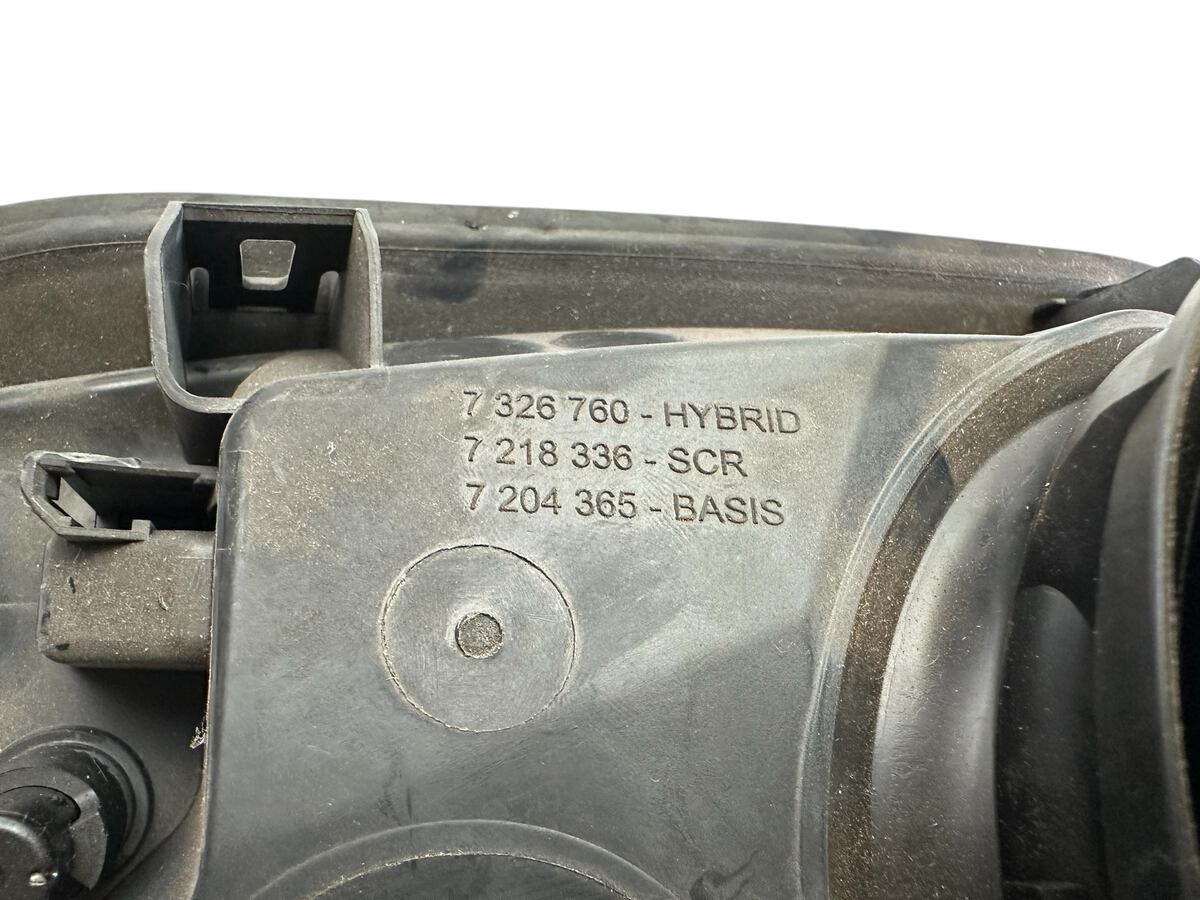 7 326 760 - HYBRID
7 218 336 - SCR
7 204 365 - BASIS